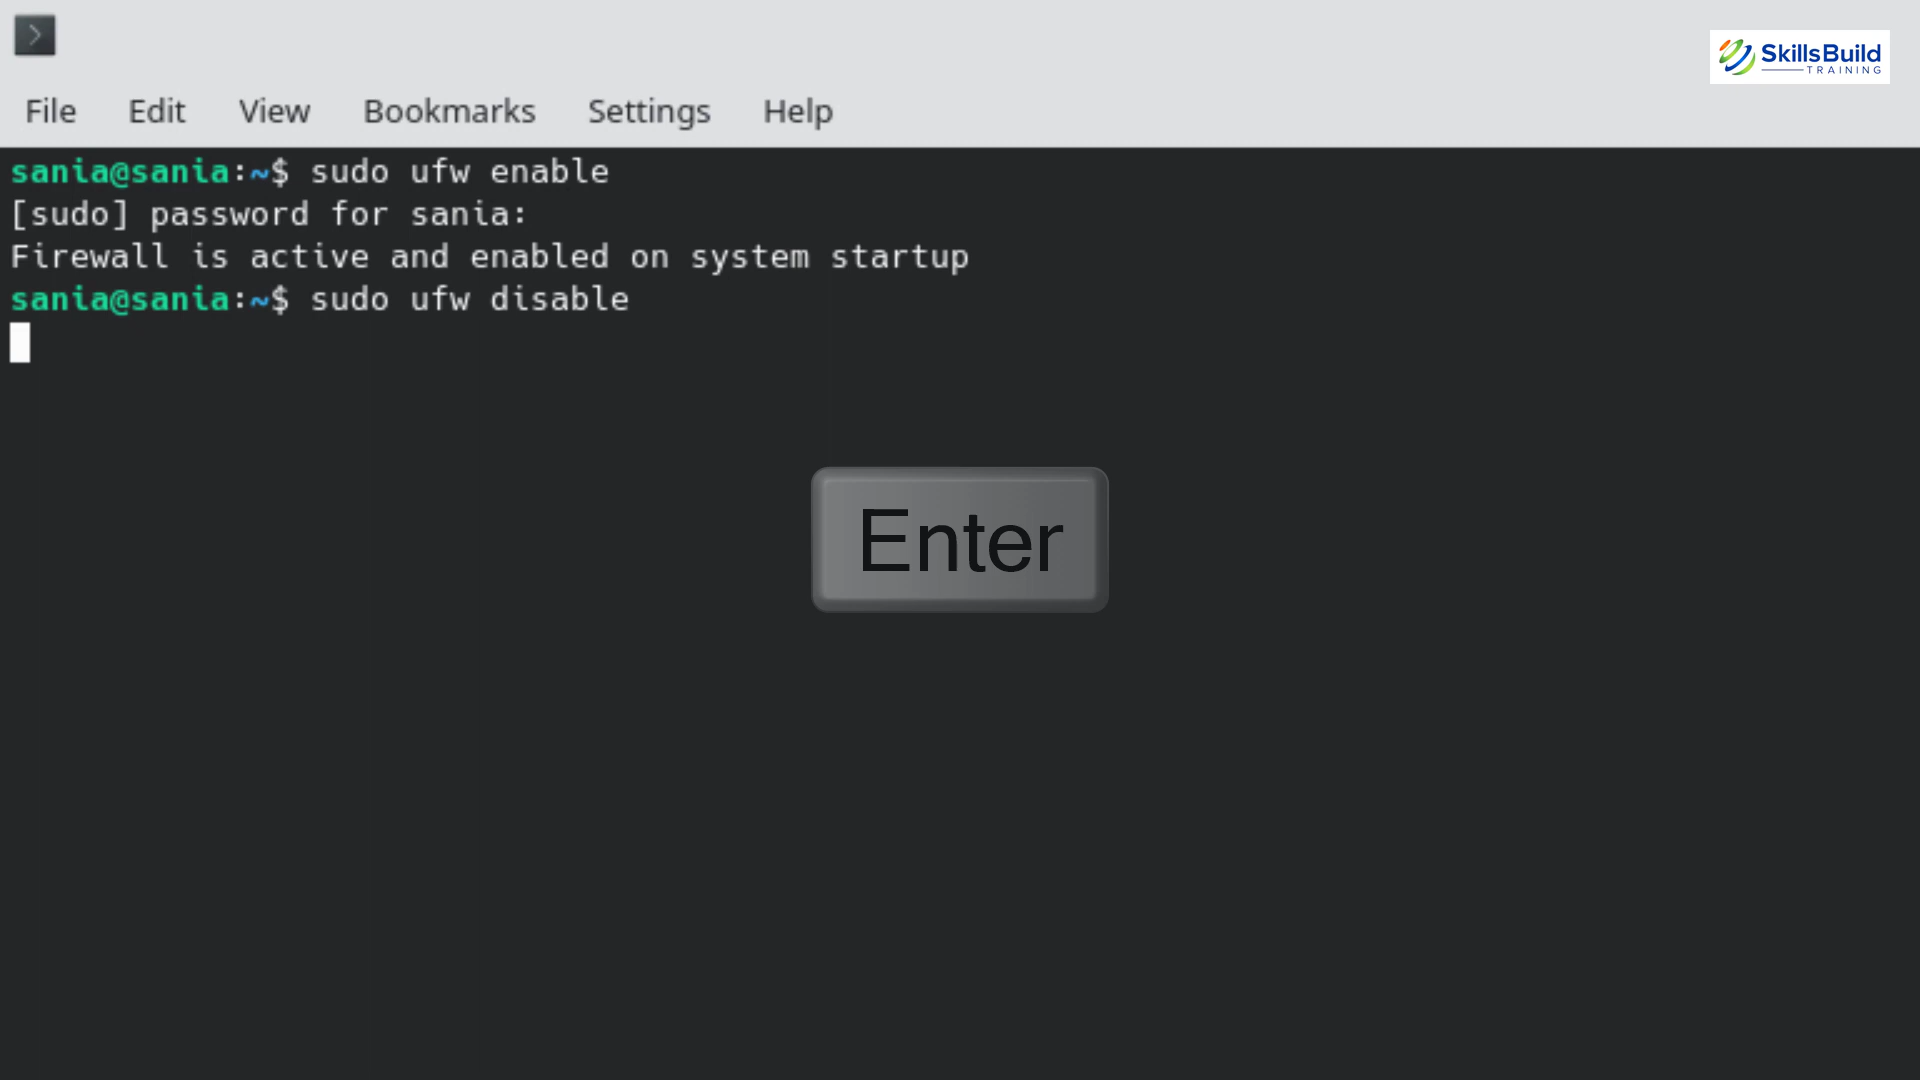 SkillsBuild
TRAINING
File Edit View Bookmarks Settings Help
sania@sania:~$ sudo ufw enable
[sudo] password for sania:
Firewall is active and enabled on system startup
sania@sania:~$ sudo ufw disable
Enter